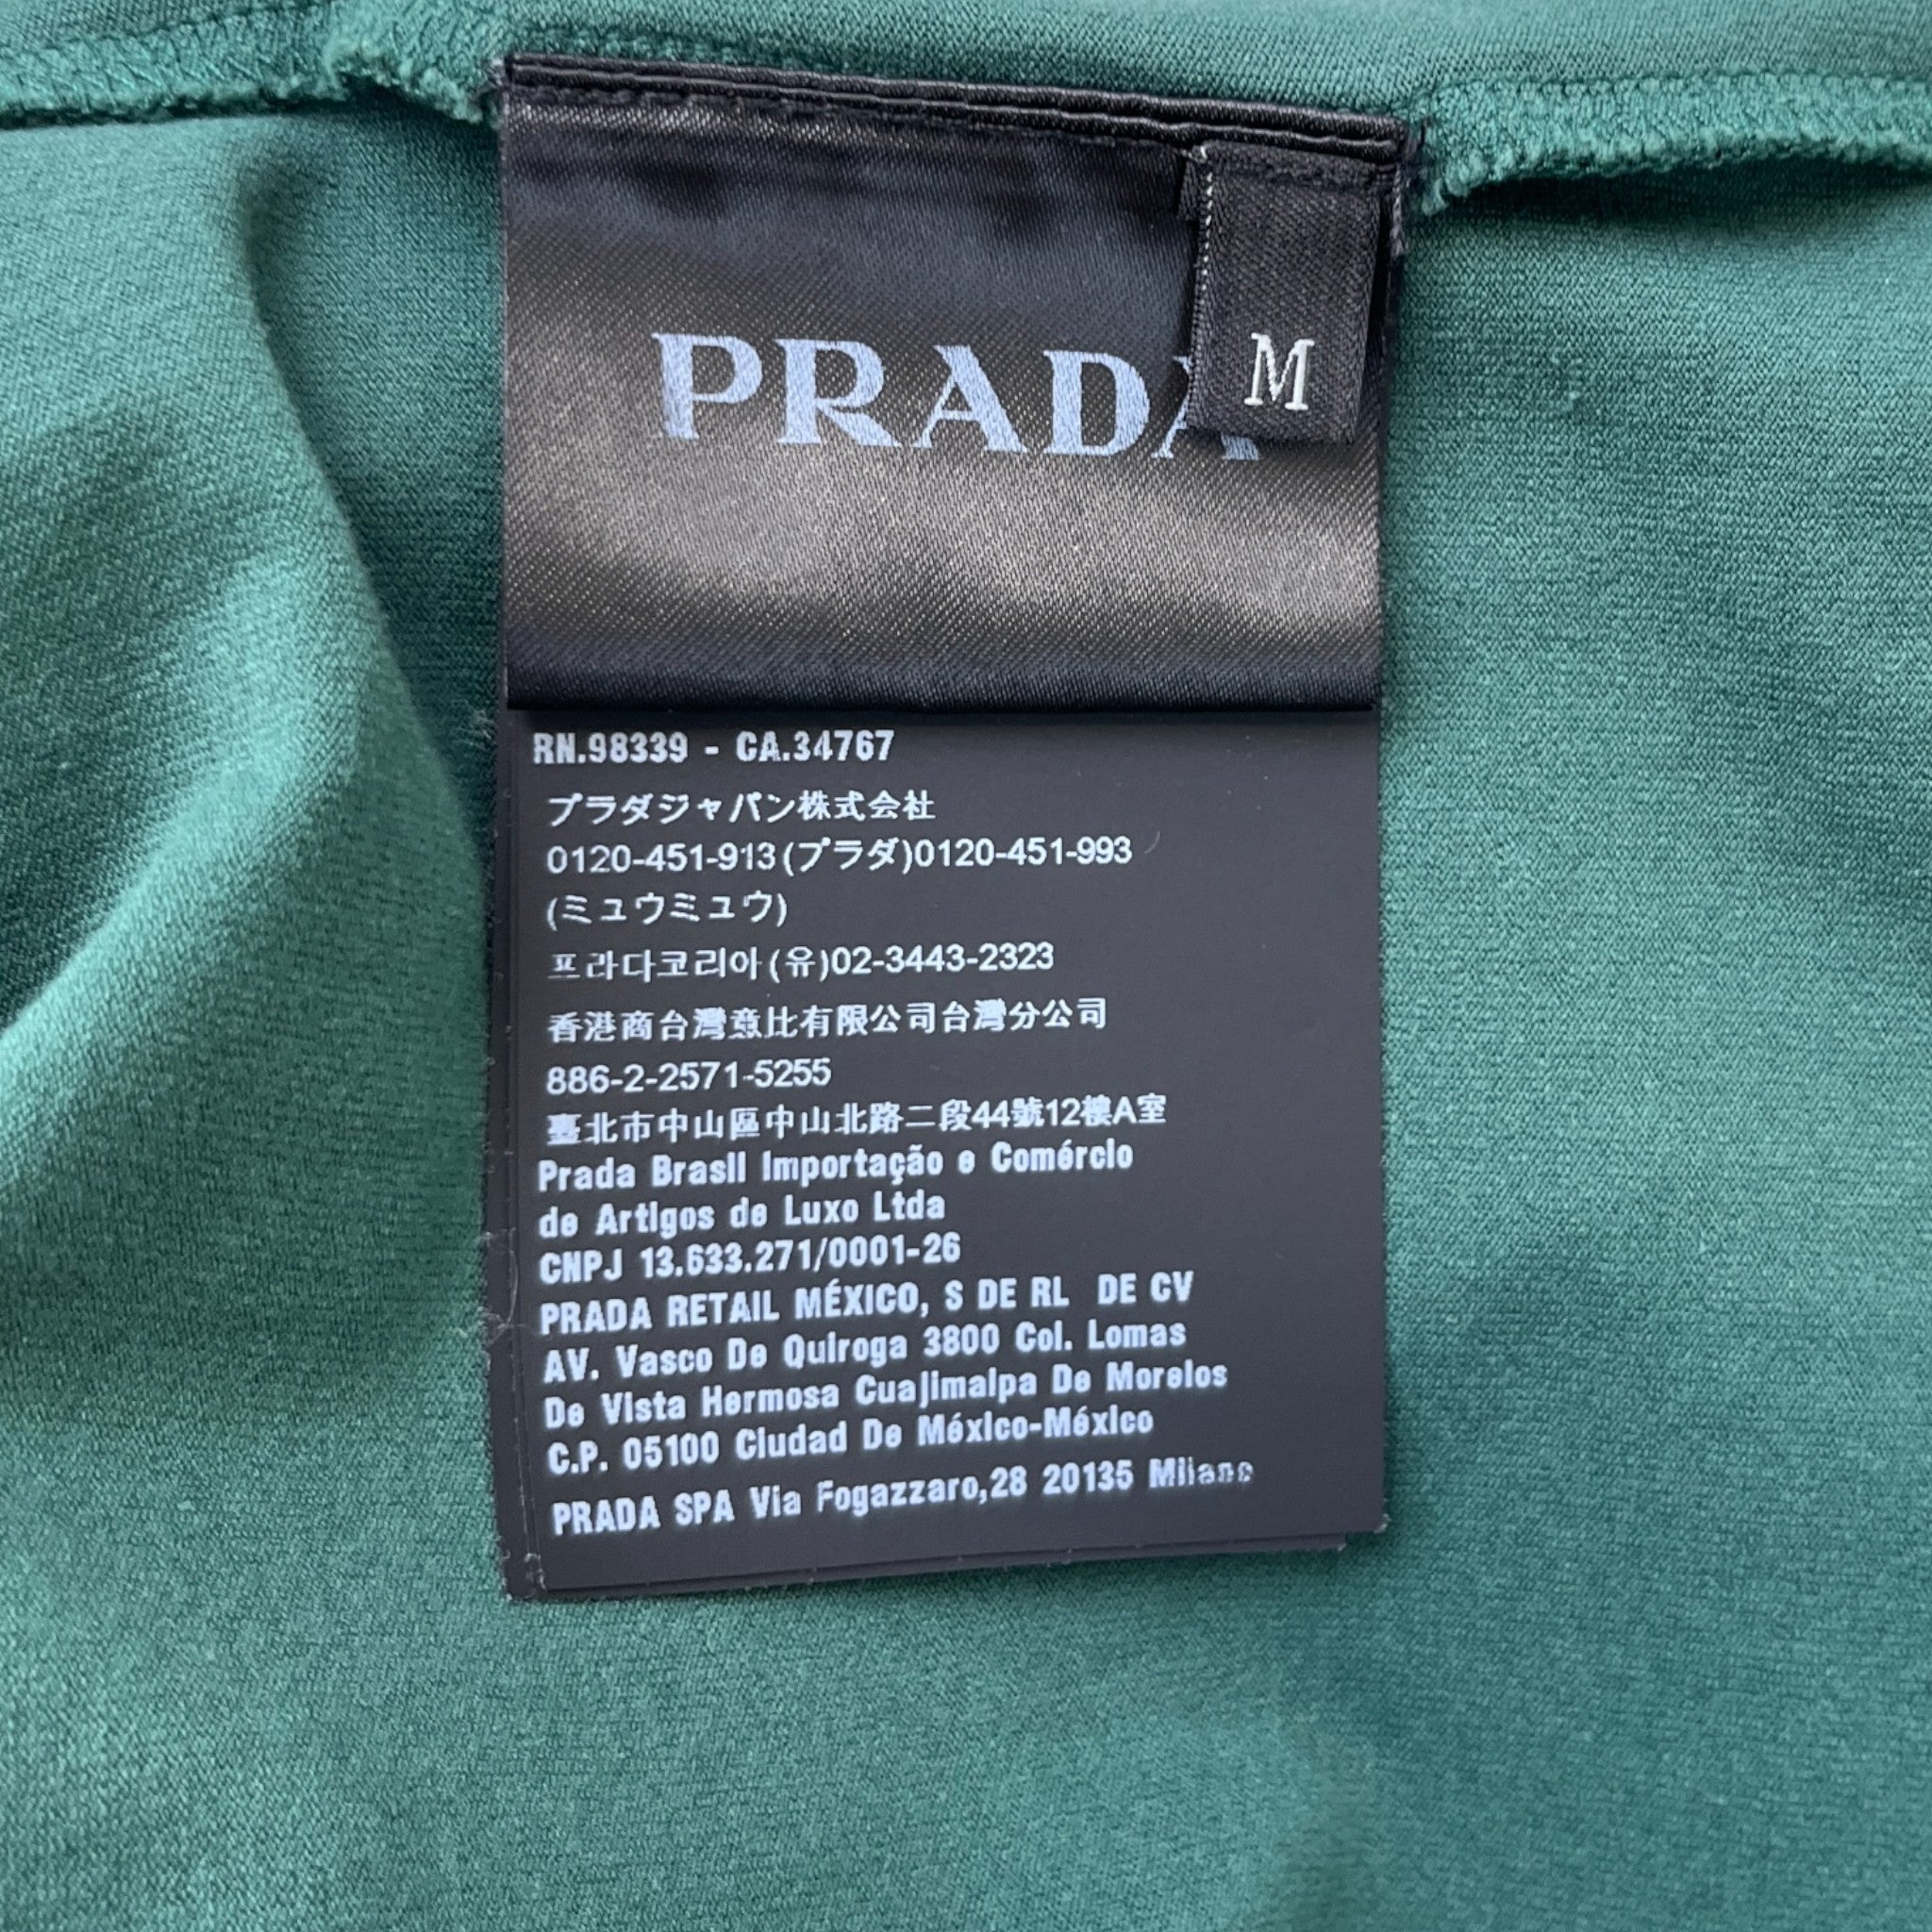 PRADA
M
RN.98339 - CA.34767
プラダジャパン株式会社
0120-451-913(プラダ)0120-451-993
(ミュウミュウ)
프라다코리아(유)02-3443-2323
香港商台灣意比有限公司台灣分公司
886-2-2571-5255
臺北市中山區中山北路二段44號12樓A室
Prada Brasil Importação e Comércio
de Artigos de Luxo Ltda
CNPJ 13.633.271/0001-26
PRADA RETAIL MÉXICO, S DE RL DE CV
AV. Vasco De Quiroga 3800 Col. Lomas
De Vista Hermosa Cuajimalpa De Morelos
C.P. 05100 Ciudad De México-México
PRADA SPA Via Fogazzaro,28 20135 Milano